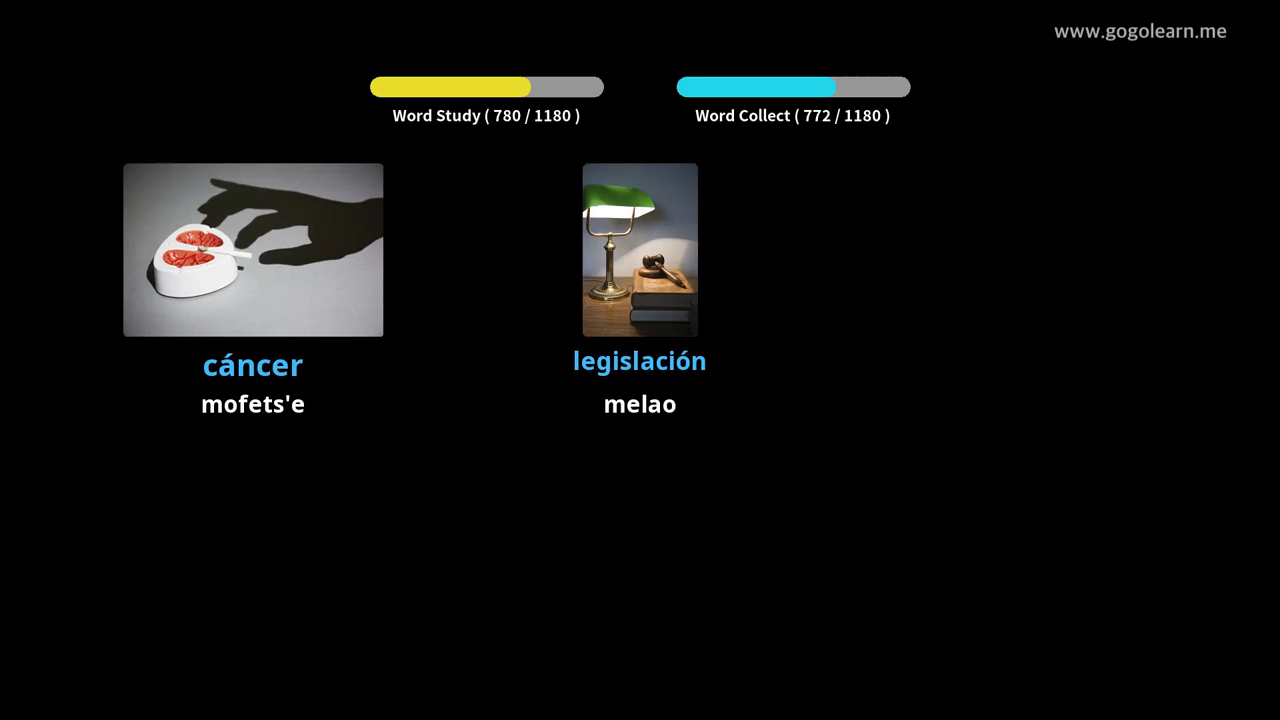 www.gogolearn.me
Word Study ( 780 / 1180 )
Word Collect ( 772 / 1180 )
cáncer
mofets'e
legislación
melao